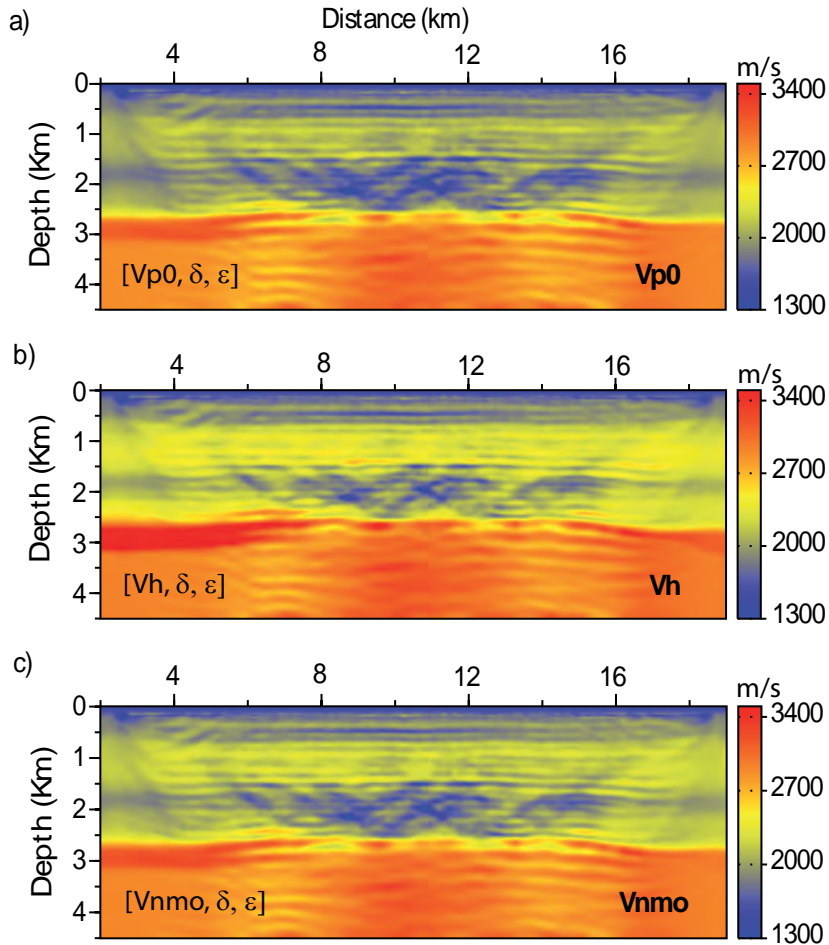 a)
Distance (km)
4 8 12 16
m/s
Depth (Km)
0
1
2
3
4
3400
2700
2000
1300
[Vp0, δ, ε]
Vp0
b)
4 8 12 16
m/s
Depth (Km)
0
1
2
3
4
3400
2700
2000
1300
[Vh, δ, ε]
Vh
c)
4 8 12 16
m/s
Depth (Km)
0
1
2
3
4
3400
2700
2000
1300
[Vnmo, δ, ε]
Vnmo